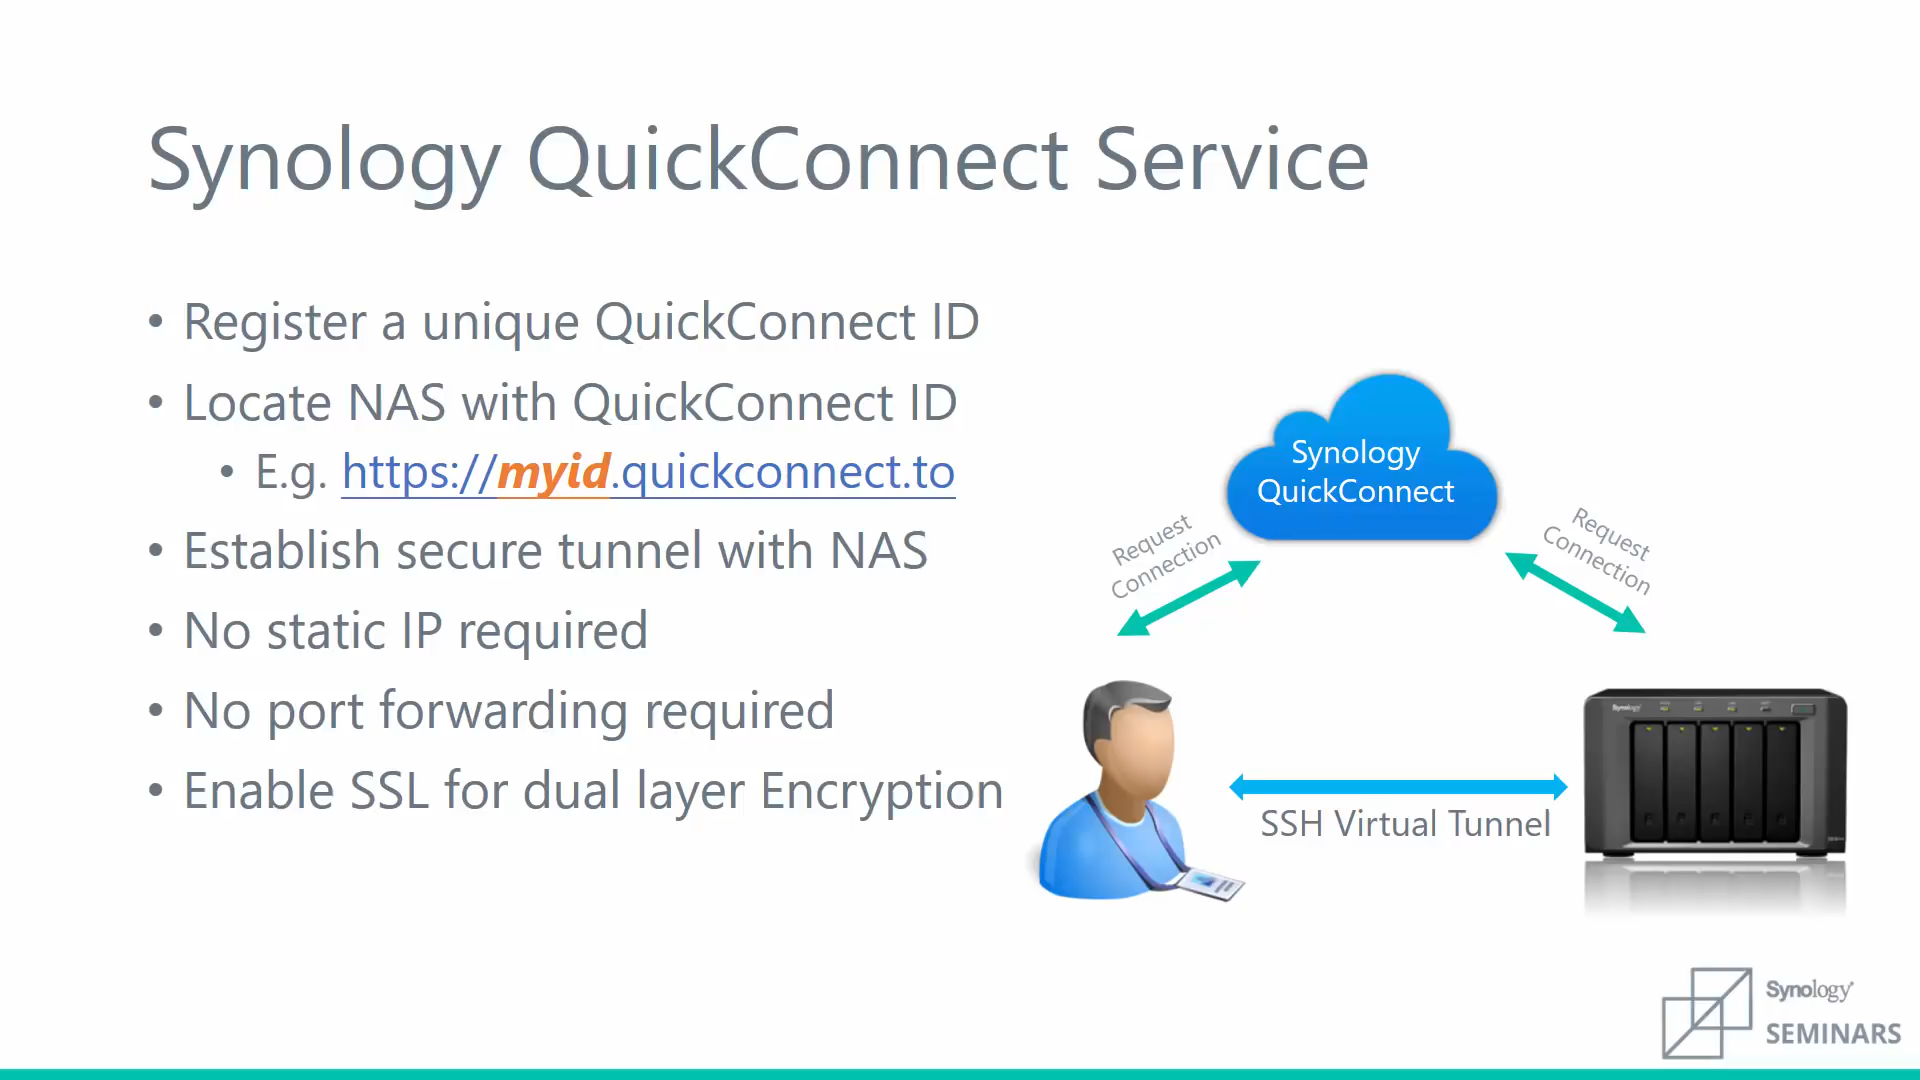 Synology QuickConnect Service
• Register a unique QuickConnect ID
• Locate NAS with QuickConnect ID
• E.g. https://myid.quickconnect.to
• Establish secure tunnel with NAS
• No static IP required
• No port forwarding required
• Enable SSL for dual layer Encryption
Synology
QuickConnect
Request
Connection
Request
Connection
SSH Virtual Tunnel
Synology
Synology
SEMINARS